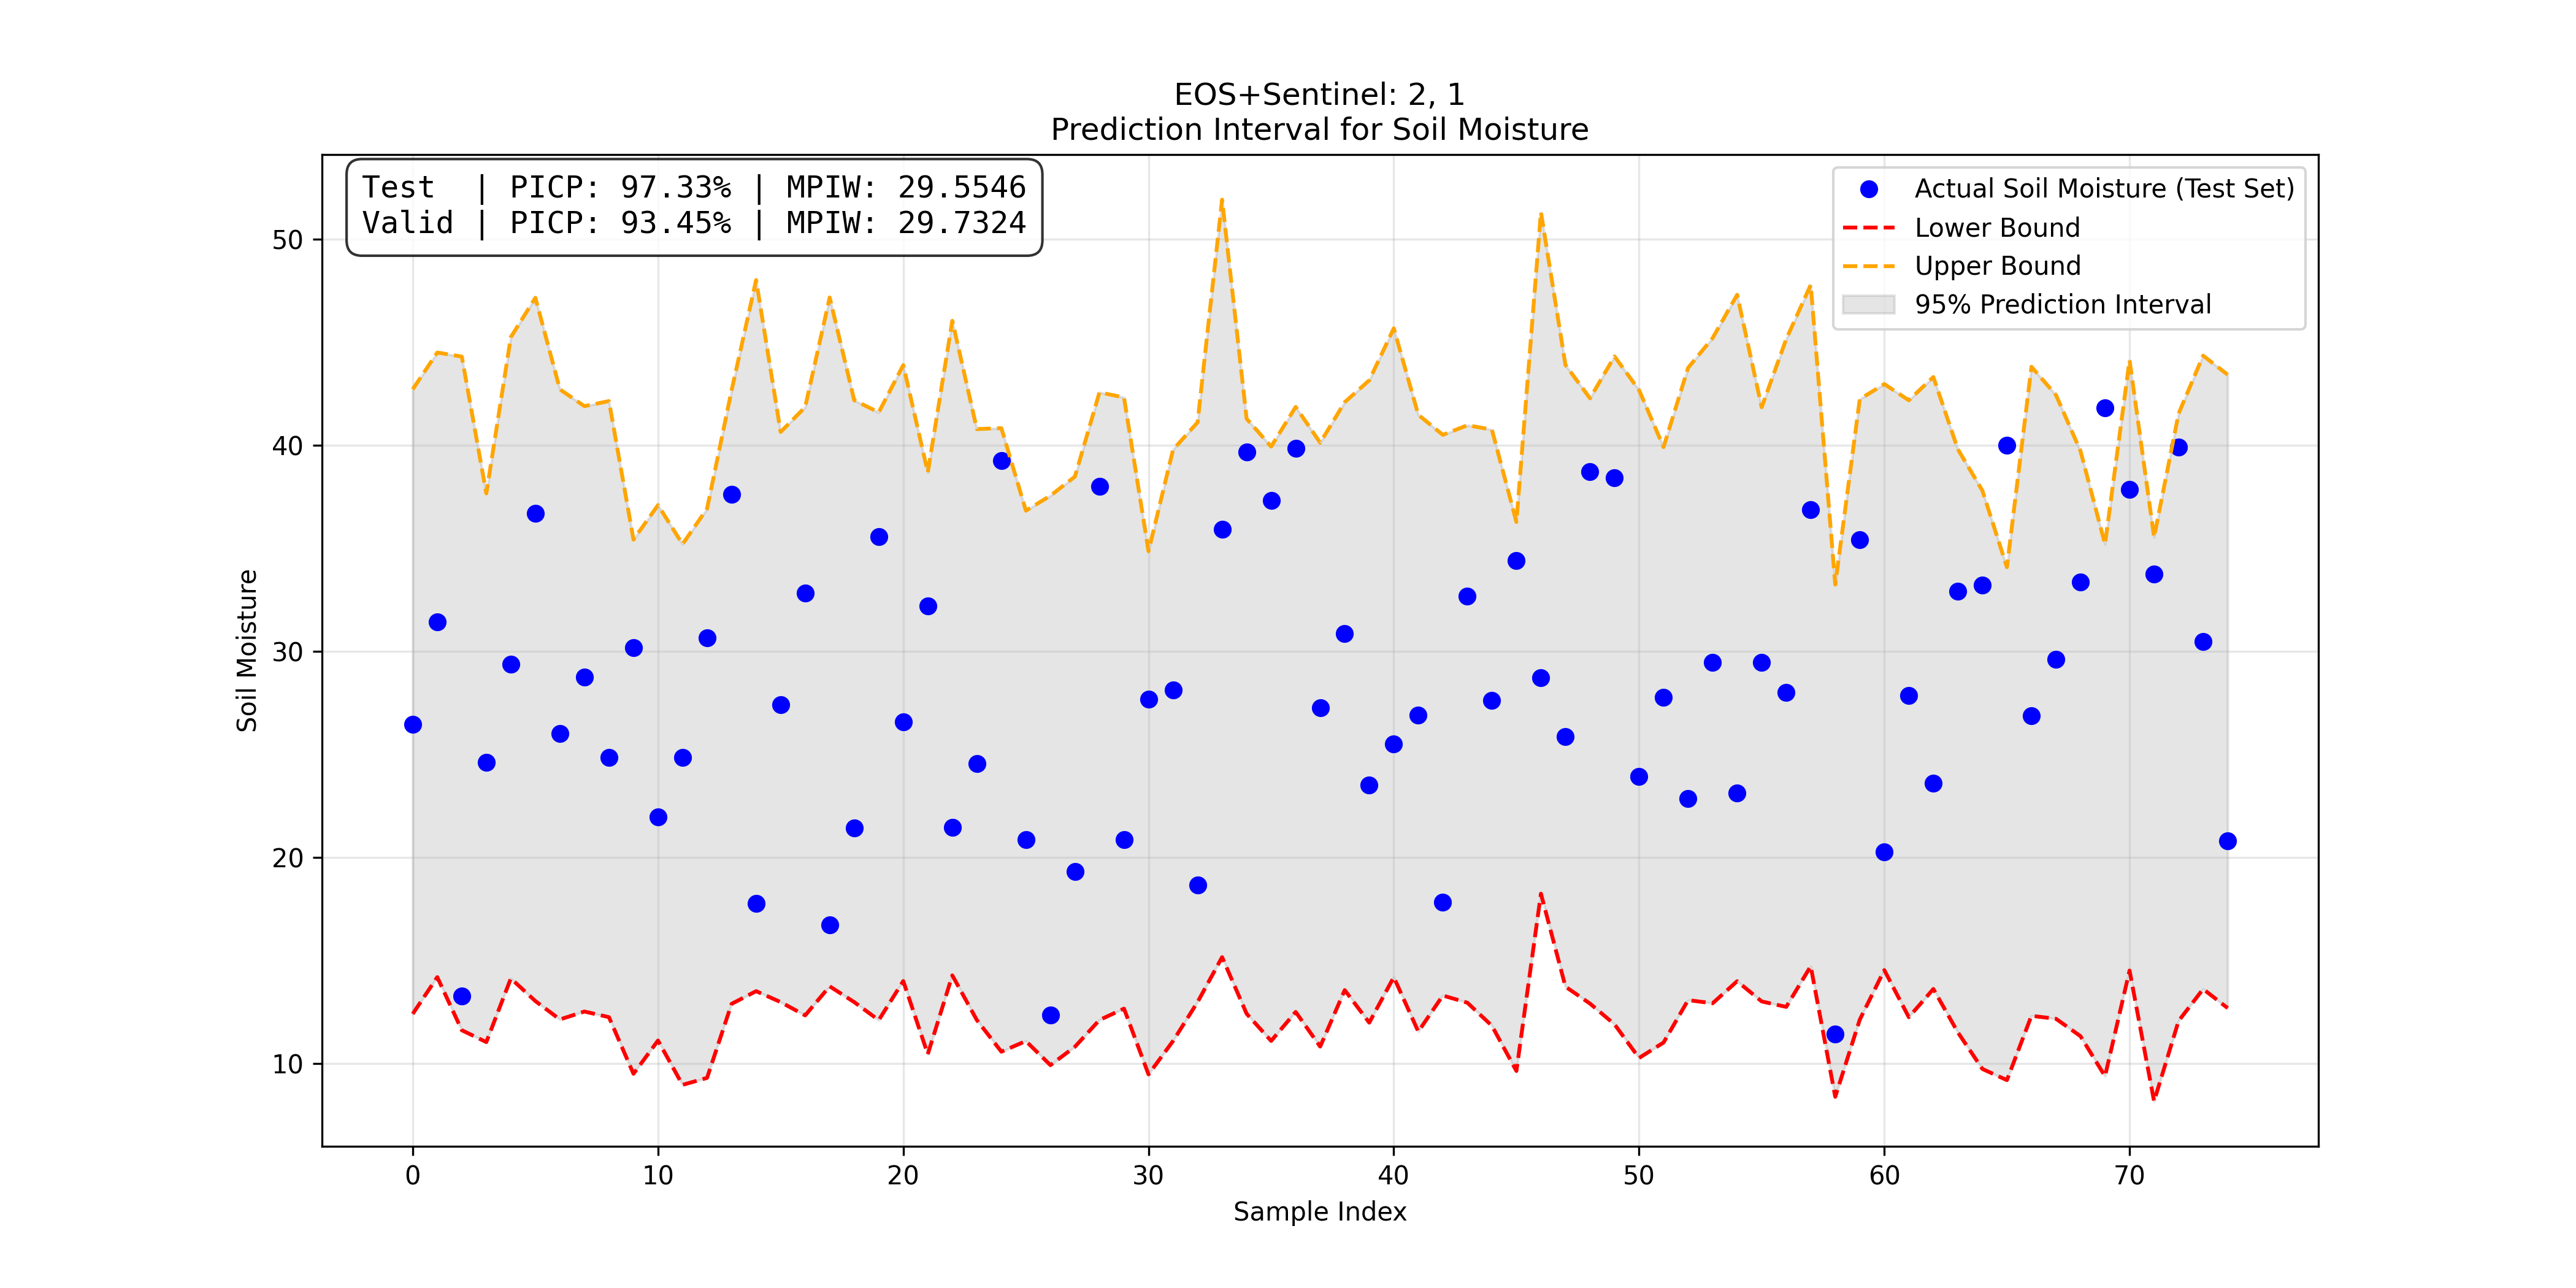 EOS+Sentinel: 2, 1
Prediction Interval for Soil Moisture
Test  | PICP: 97.33% | MPIW: 29.5546
Valid | PICP: 93.45% | MPIW: 29.7324
Actual Soil Moisture (Test Set)
Lower Bound
Upper Bound
95% Prediction Interval
50
40
30
20
10
Soil Moisture
0 10 20 30 40 50 60 70
Sample Index